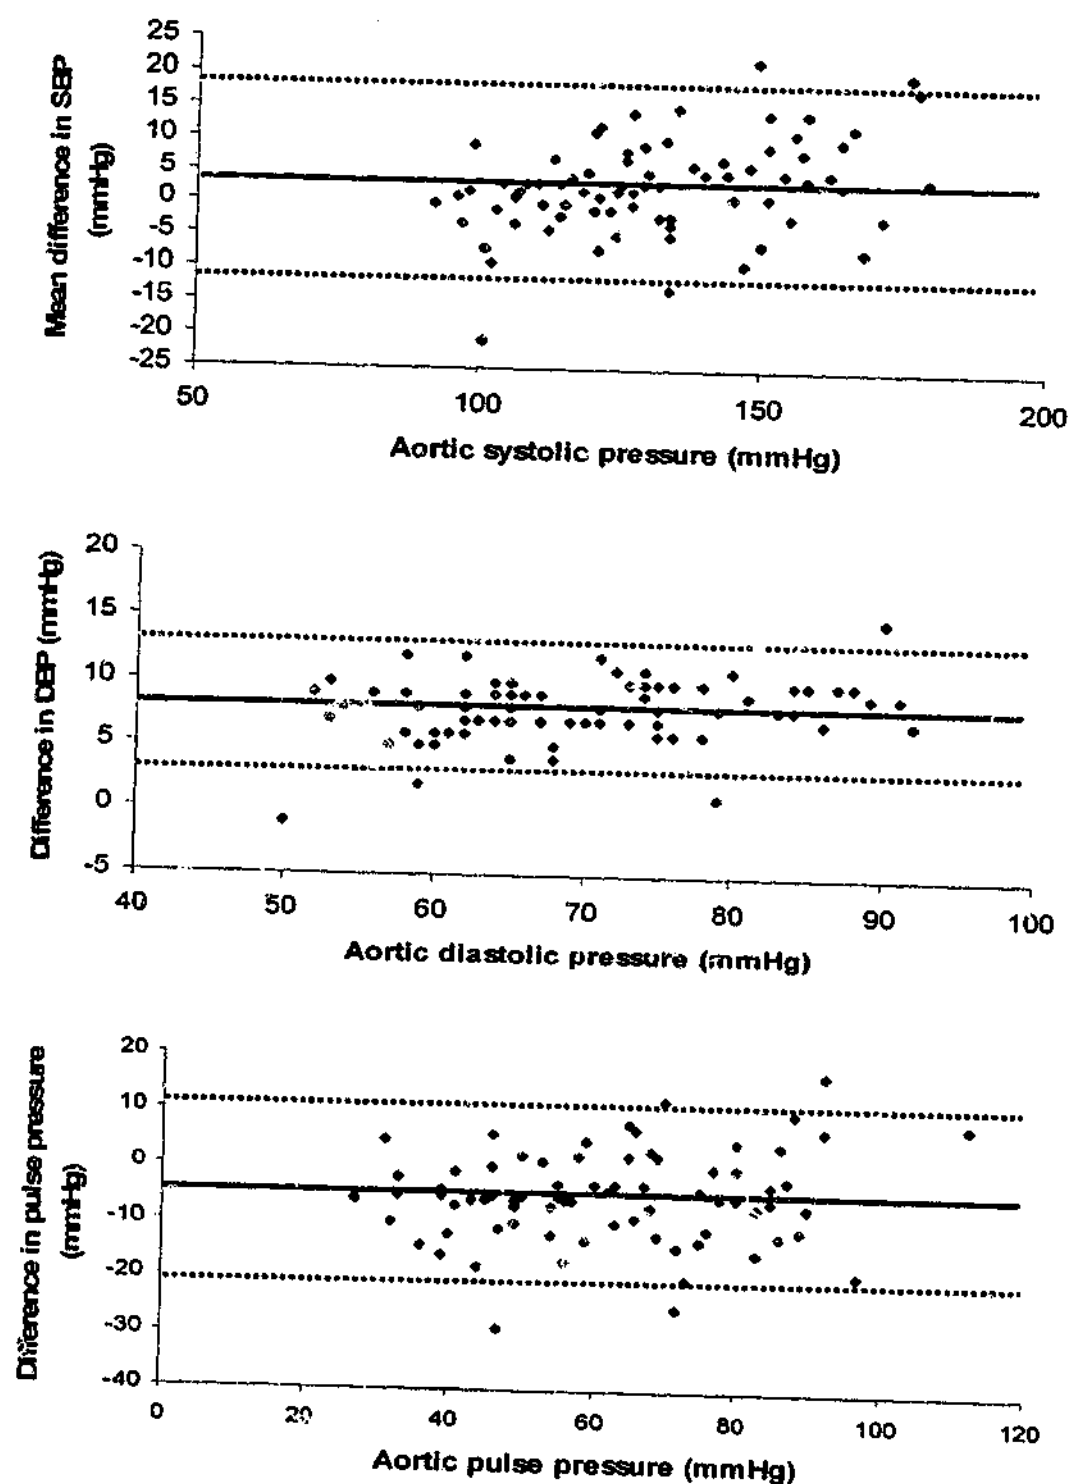 25
20
15
10
5
0
-5
-10
-15
-20
-25
Mean difference in SBP
(mmHg)
50 100 150 200
Aortic systolic pressure (mmHg)
20
15
10
5
0
-5
Difference in DBP (mmHg)
40 50 60 70 80 90 100
Aortic diastolic pressure (mmHg)
20
10
0
-10
-20
-30
-40
Difference in pulse pressure
(mmHg)
0 20 40 60 80 100 120
Aortic pulse pressure (mmHg)